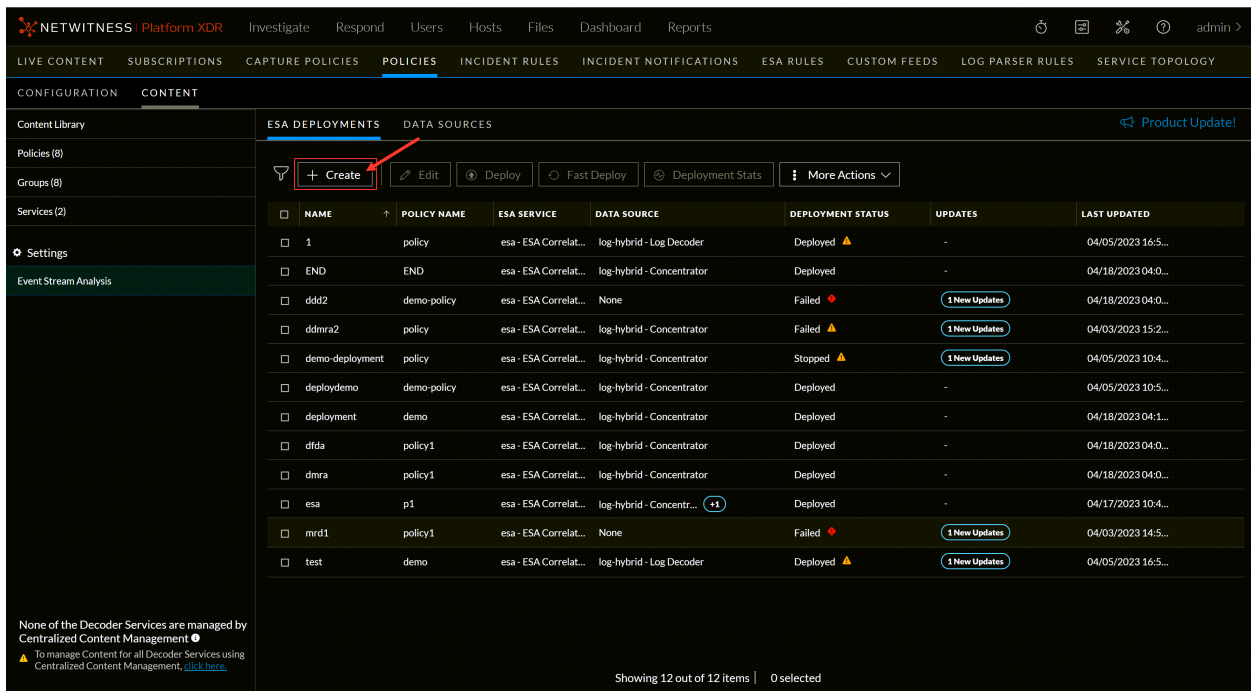 NETWITNESS Platform XDR Investigate Respond Users Hosts Files Dashboard Reports admin >
LIVE CONTENT SUBSCRIPTIONS CAPTURE POLICIES POLICIES INCIDENT RULES INCIDENT NOTIFICATIONS ESA RULES CUSTOM FEEDS LOG PARSER RULES SERVICE TOPOLOGY
CONFIGURATION CONTENT
Content Library
Policies (8)
Groups (8)
Services (2)
Settings
Event Stream Analysis
None of the Decoder Services are managed by
Centralized Content Management
To manage Content for all Decoder Services using
Centralized Content Management, click here.
ESA DEPLOYMENTS DATA SOURCES Product Update!
+ Create Edit Deploy Fast Deploy Deployment Stats More Actions
NAME ↑ POLICY NAME ESA SERVICE DATA SOURCE DEPLOYMENT STATUS UPDATES LAST UPDATED
1 policy esa - ESA Correlat... log-hybrid - Log Decoder Deployed - 04/05/2023 16:5...
END END esa - ESA Correlat... log-hybrid - Concentrator Deployed - 04/18/2023 04:0...
ddd2 demo-policy esa - ESA Correlat... None Failed 1 New Updates 04/18/2023 04:0...
ddmra2 policy esa - ESA Correlat... log-hybrid - Concentrator Failed 1 New Updates 04/03/2023 15:2...
demo-deployment policy esa - ESA Correlat... log-hybrid - Concentrator Stopped 1 New Updates 04/05/2023 10:4...
deploydemo demo-policy esa - ESA Correlat... log-hybrid - Concentrator Deployed - 04/05/2023 10:5...
deployment demo esa - ESA Correlat... log-hybrid - Concentrator Deployed - 04/18/2023 04:1...
dfda policy1 esa - ESA Correlat... log-hybrid - Concentrator Deployed - 04/18/2023 04:0...
dmra policy1 esa - ESA Correlat... log-hybrid - Concentrator Deployed - 04/18/2023 04:0...
esa p1 esa - ESA Correlat... log-hybrid - Concentr... +1 Deployed - 04/17/2023 10:4...
mrd1 policy1 esa - ESA Correlat... None Failed 1 New Updates 04/03/2023 14:5...
test demo esa - ESA Correlat... log-hybrid - Log Decoder Deployed 1 New Updates 04/05/2023 16:5...
Showing 12 out of 12 items | 0 selected